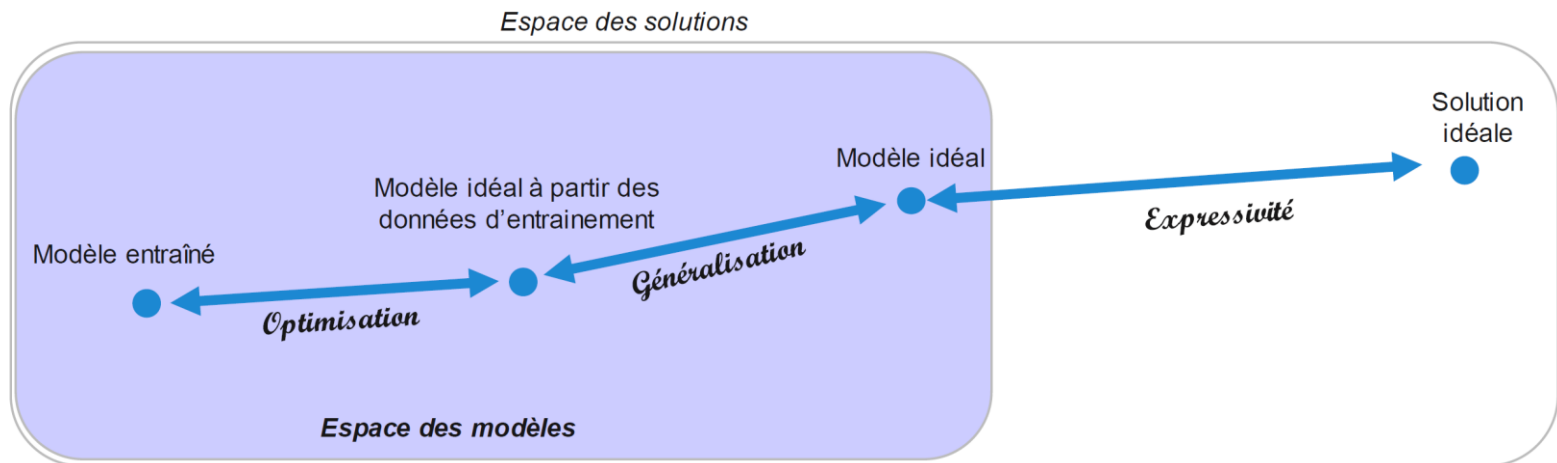 Espace des solutions
Solution
idéale
Modèle idéal
Modèle idéal à partir des
données d'entrainement
Expressivité
Généralisation
Modèle entraîné
Optimisation
Espace des modèles